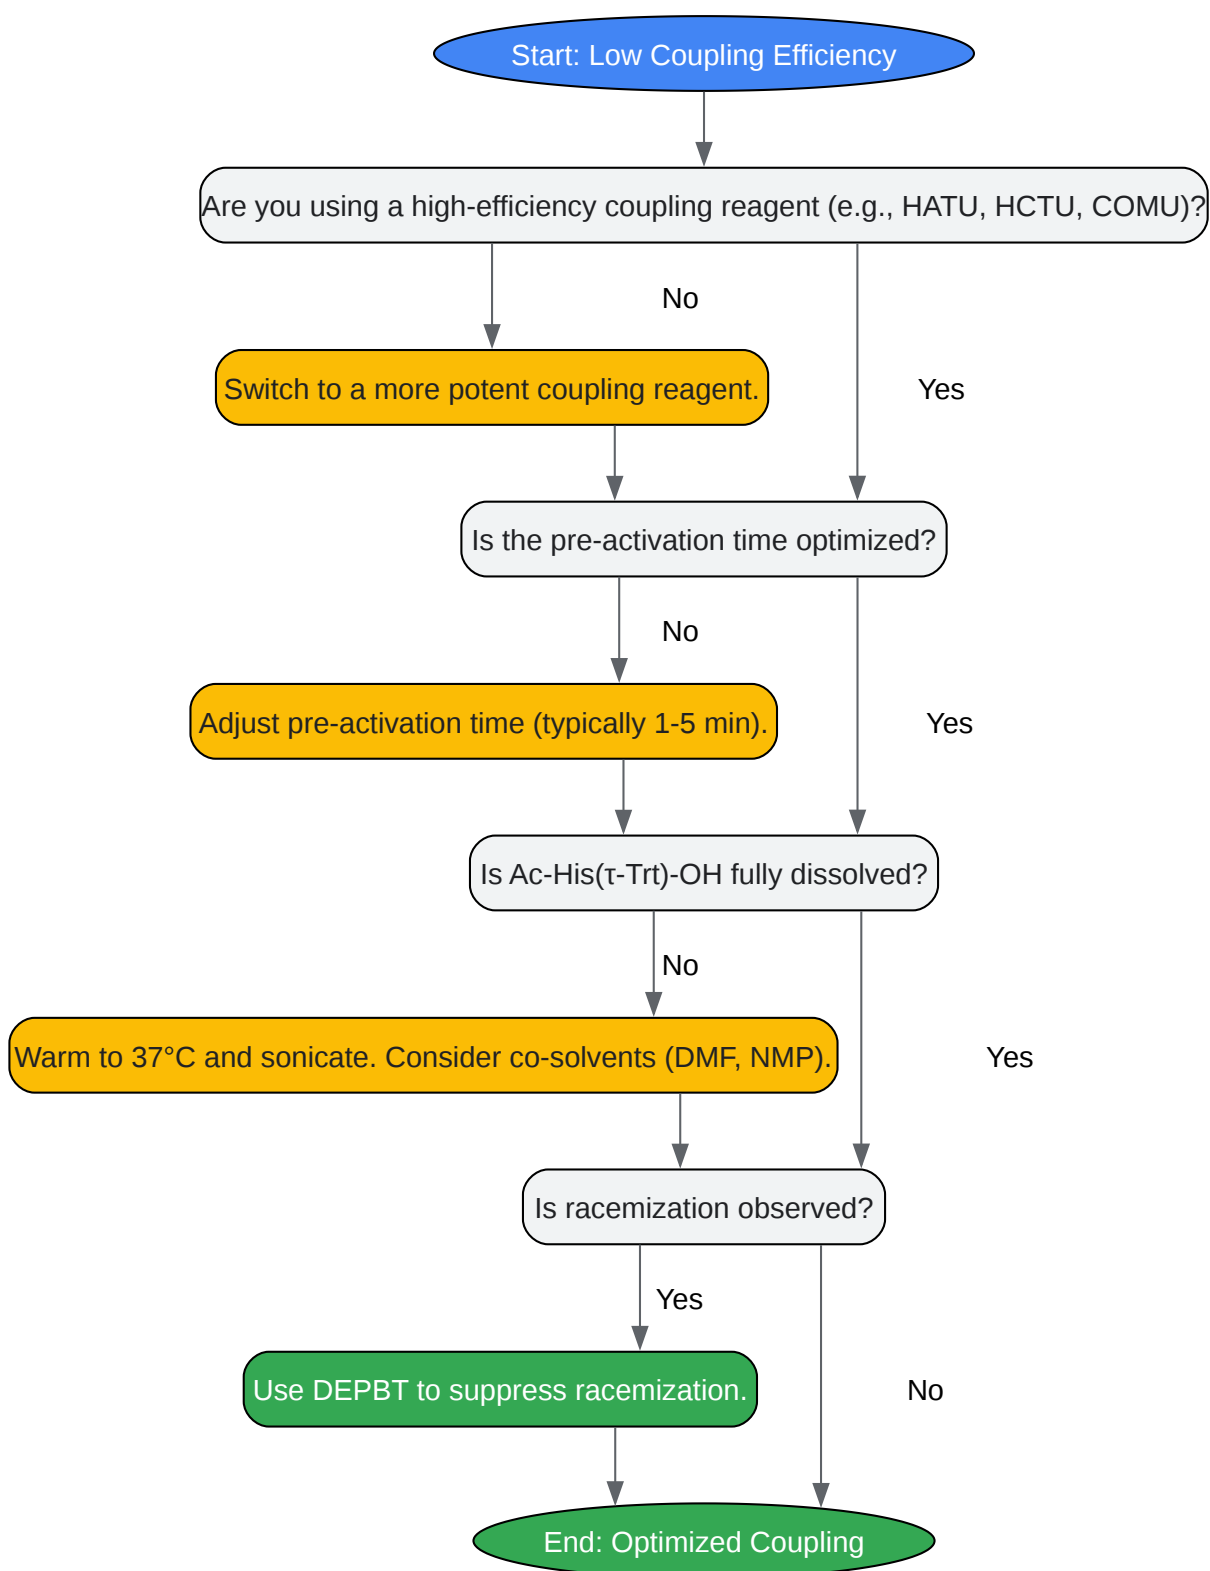 Start: Low Coupling Efficiency
Are you using a high-efficiency coupling reagent (e.g., HATU, HCTU, COMU)?
No
Switch to a more potent coupling reagent.
Yes
Is the pre-activation time optimized?
No
Adjust pre-activation time (typically 1-5 min).
Yes
Is Ac-His(τ-Trt)-OH fully dissolved?
No
Warm to 37°C and sonicate. Consider co-solvents (DMF, NMP).
Yes
Is racemization observed?
Yes
Use DEPBT to suppress racemization.
No
End: Optimized Coupling